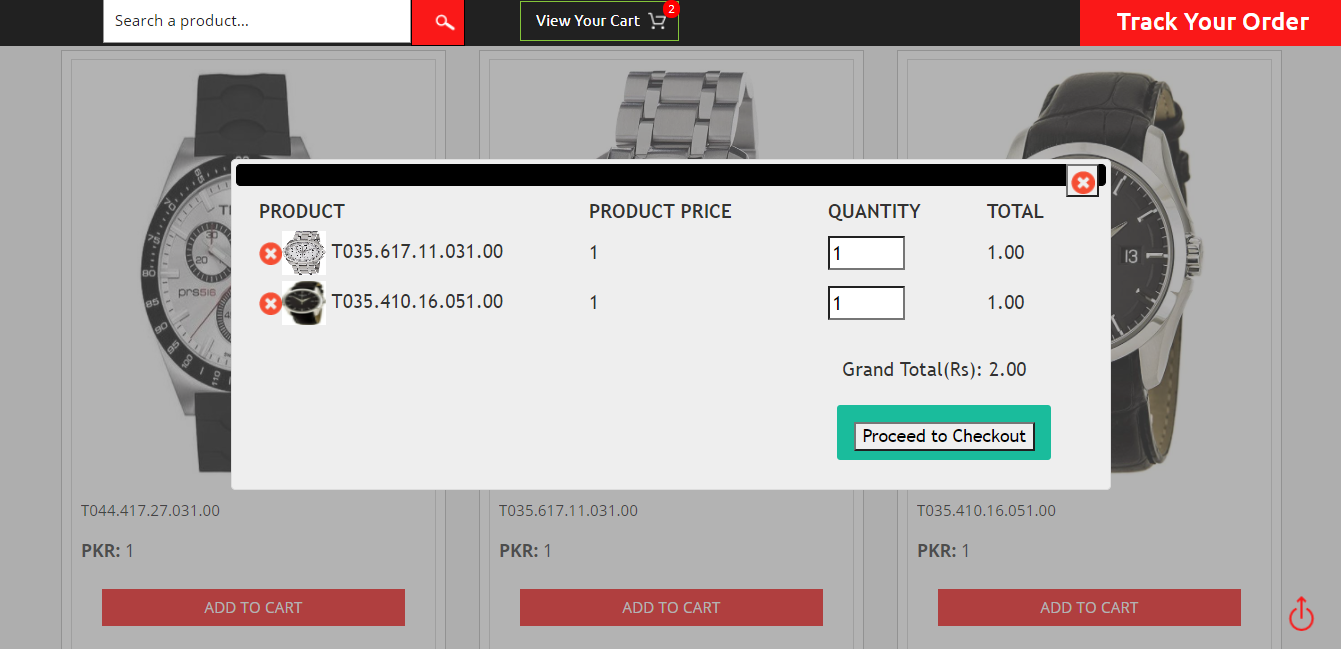 Search a product...
View Your Cart
2
Track Your Order
PRODUCT PRODUCT PRICE QUANTITY TOTAL
T035.617.11.031.00 1 1 1.00
T035.410.16.051.00 1 1 1.00
Grand Total(Rs): 2.00
Proceed to Checkout
T044.417.27.031.00
PKR: 1
ADD TO CART
T035.617.11.031.00
PKR: 1
ADD TO CART
T035.410.16.051.00
PKR: 1
ADD TO CART